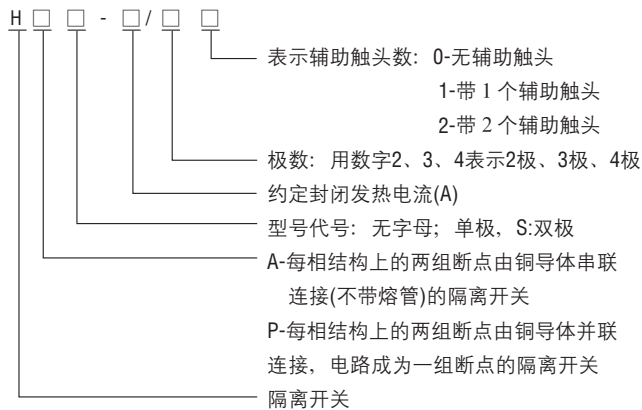 H□□-□/□□
表示辅助触头数：0-无辅助触头
1-带 1 个辅助触头
2-带 2 个辅助触头
极数：用数字2、3、4表示2极、3极、4极
约定封闭发热电流(A)
型号代号：无字母；单极，S:双极
A-每相结构上的两组断点由铜导体串联
连接(不带熔管)的隔离开关
P-每相结构上的两组断点由铜导体并联
连接，电路成为一组断点的隔离开关
隔离开关